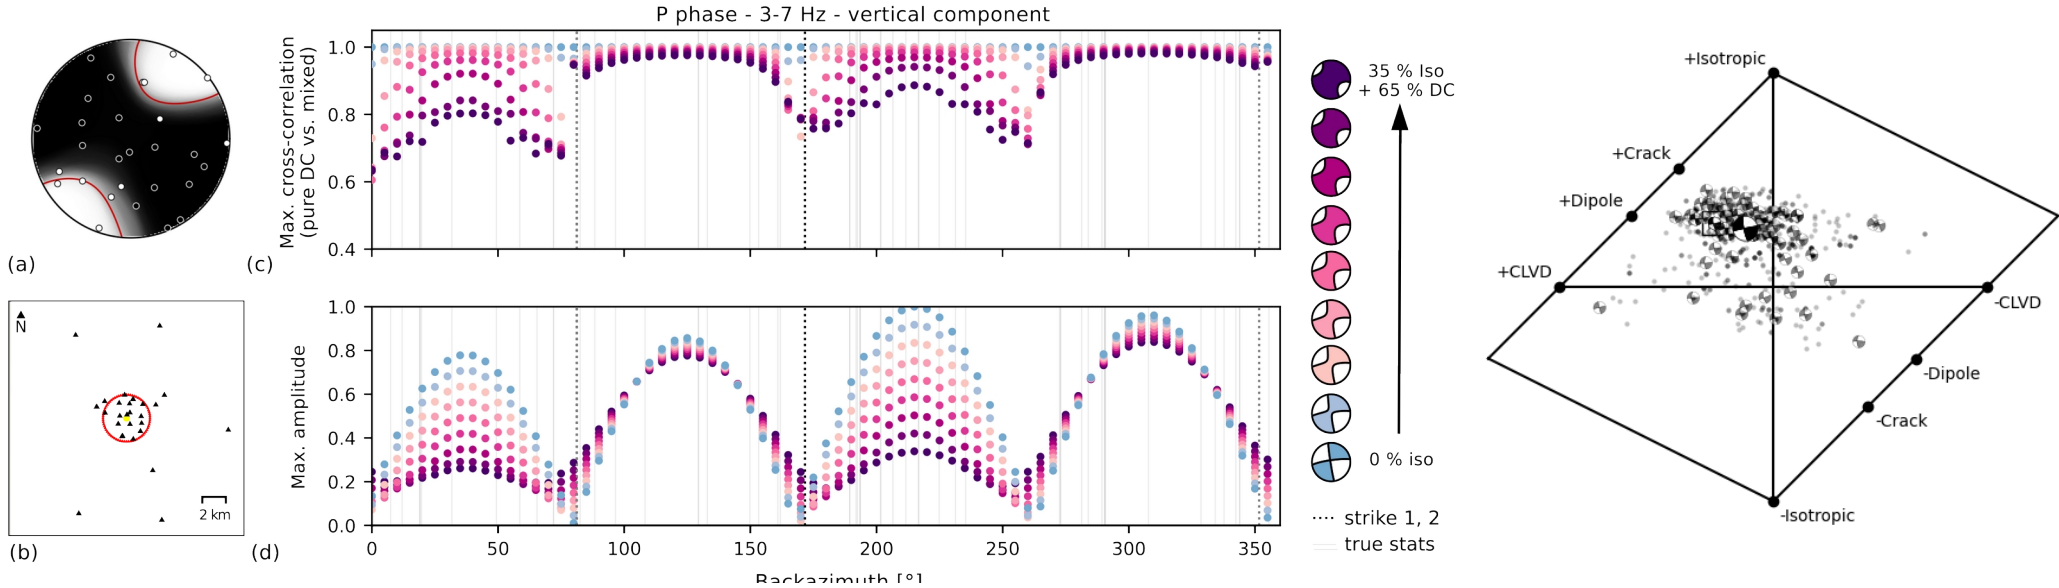 P phase - 3-7 Hz - vertical component
Max. cross-correlation
(pure DC vs. mixed)
1.0
0.8
0.6
0.4
(a)
(c)
N
2 km
(b)
(d)
Max. amplitude
1.0
0.8
0.6
0.4
0.2
0.0
0
50
100
150
200
250
300
350
Backazimuth [°]
35 % Iso
+ 65 % DC
0 % iso
strike 1, 2
true stats
+Isotropic
+Crack
+Dipole
+CLVD
-CLVD
-Dipole
-Crack
-Isotropic